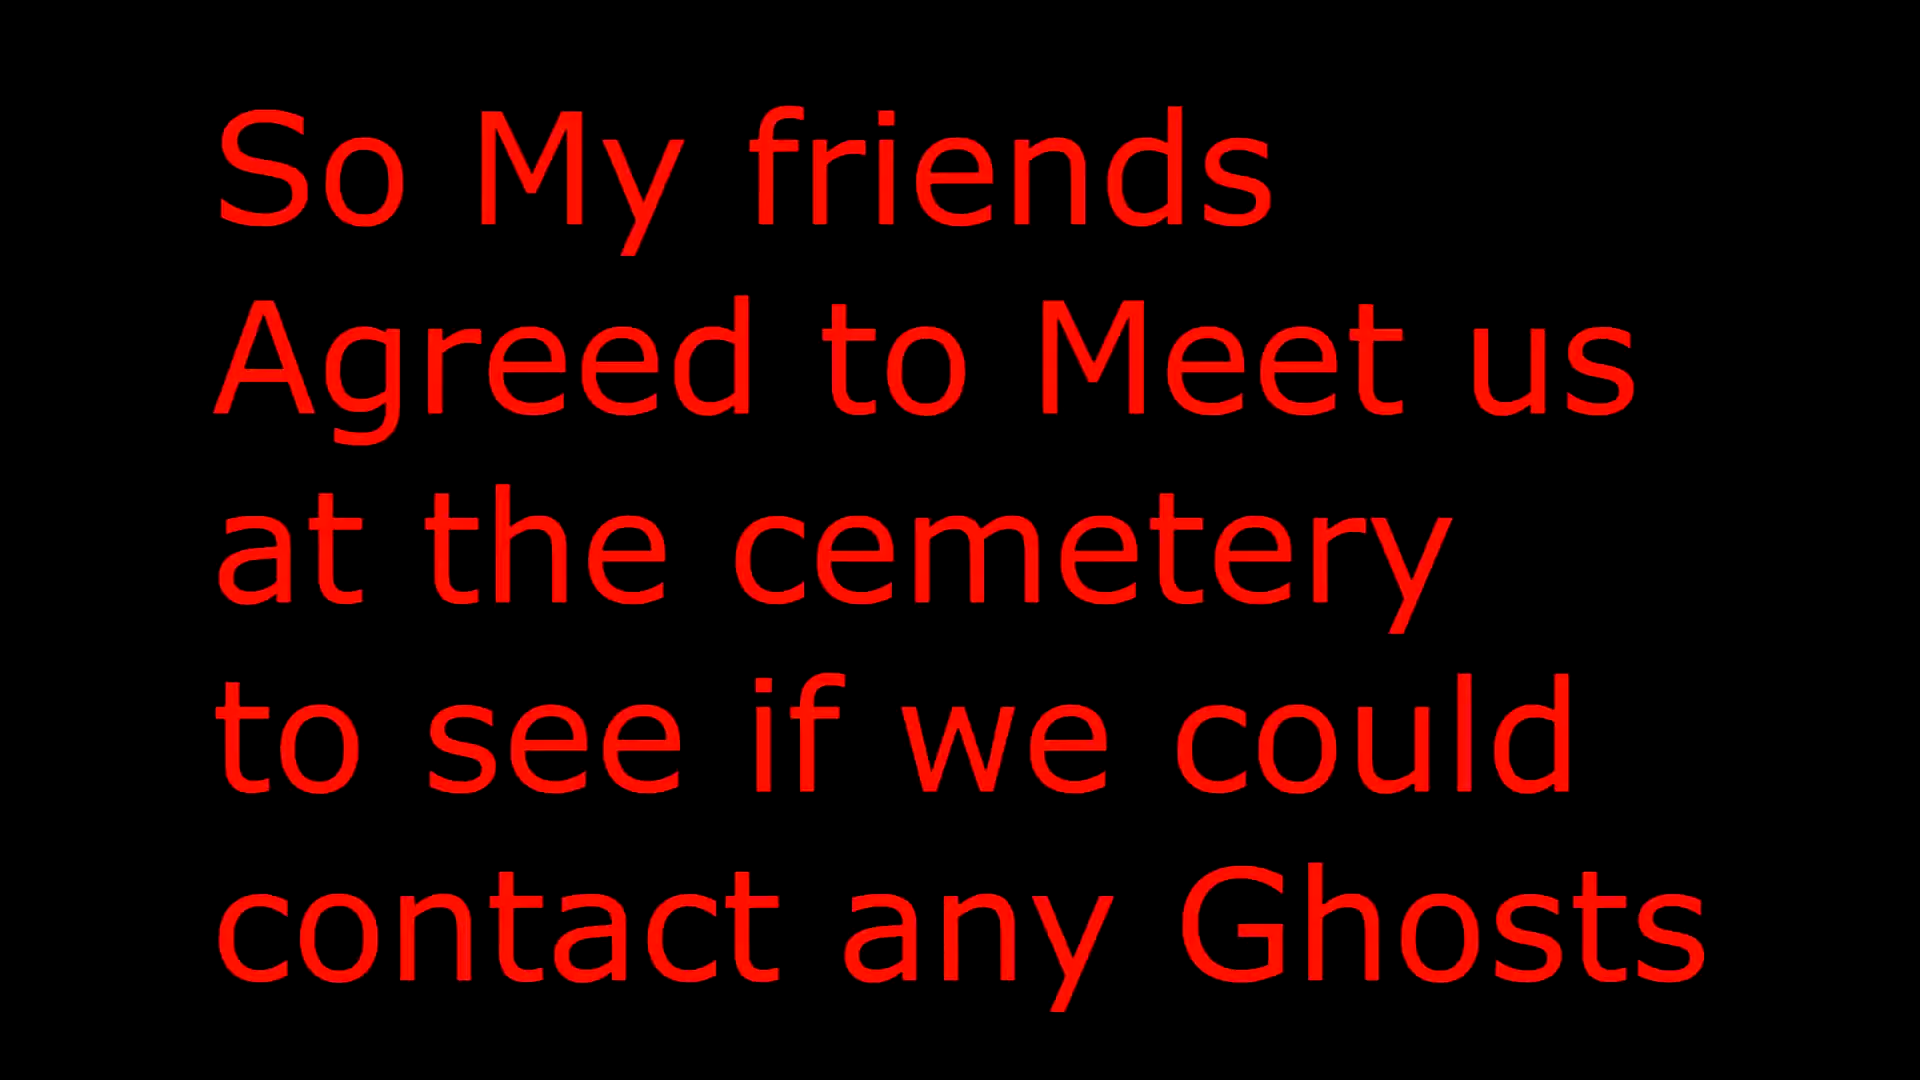 So My friends
Agreed to Meet us
at the cemetery
to see if we could
contact any Ghosts